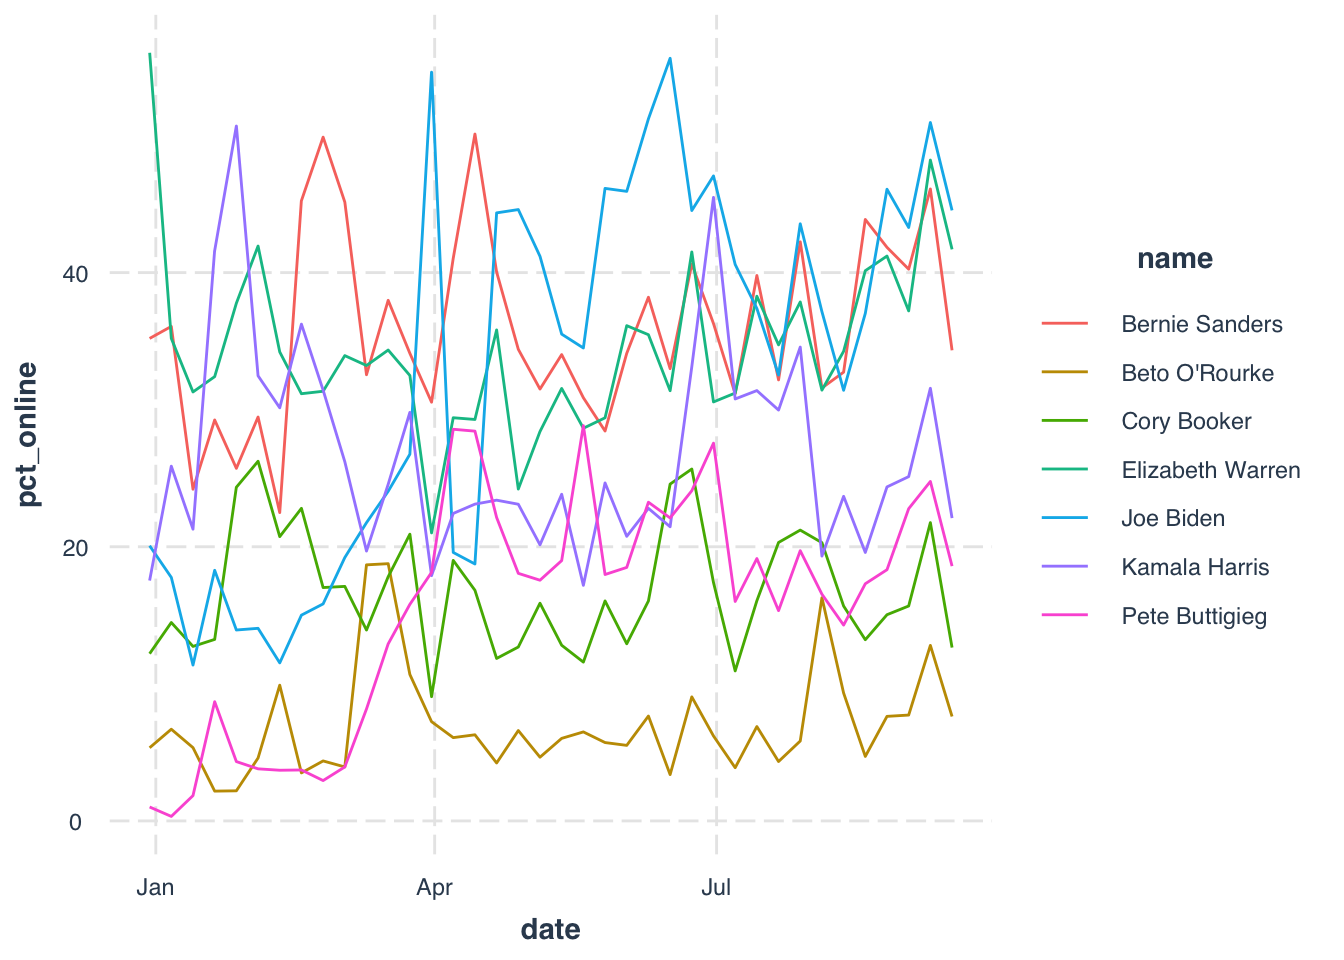 pct_online
40
20
0
Jan
Apr
Jul
date
name
Bernie Sanders
Beto O'Rourke
Cory Booker
Elizabeth Warren
Joe Biden
Kamala Harris
Pete Buttigieg